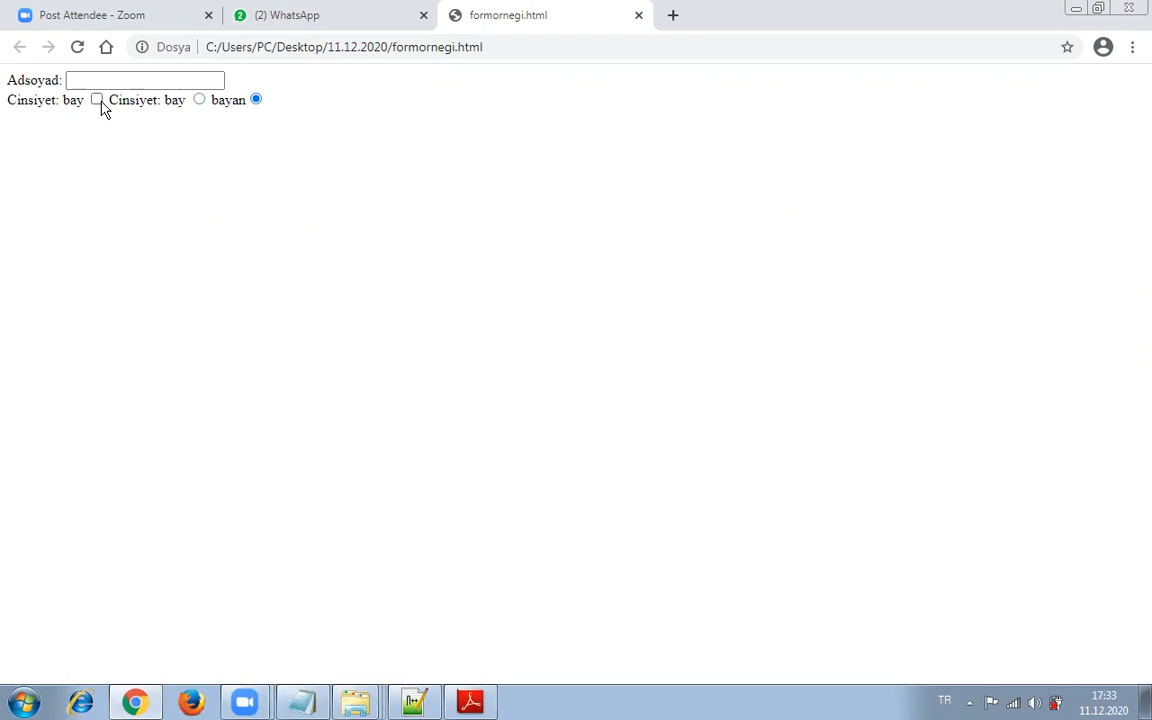 Post Attendee - Zoom
(2) WhatsApp
formornegi.html
Dosya C:/Users/PC/Desktop/11.12.2020/formornegi.html
Adsoyad:
Cinsiyet: bay Cinsiyet: bay bayan
TR
17:33
11.12.2020